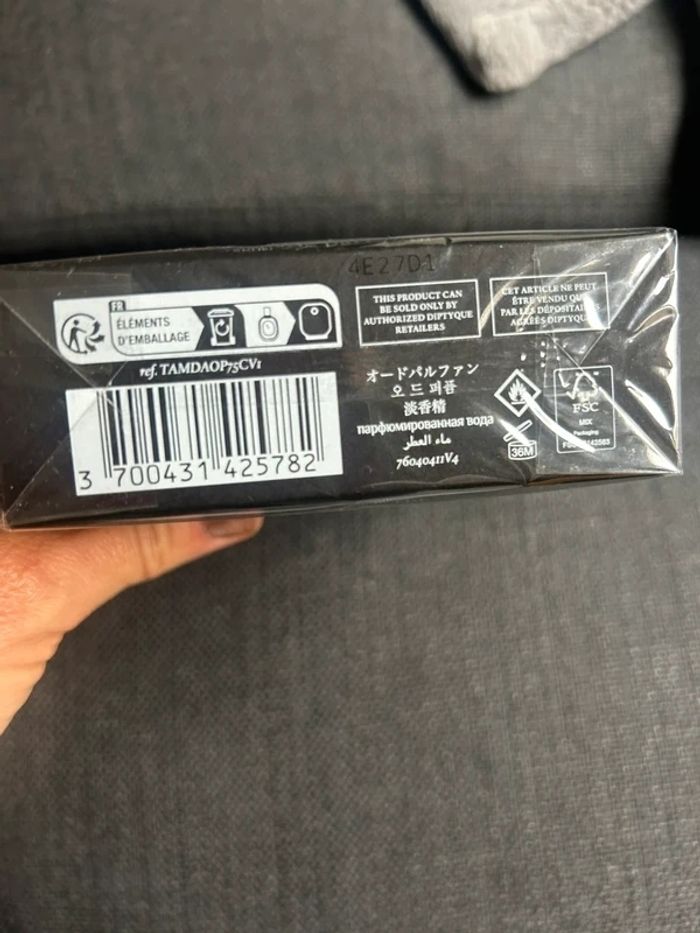 4E27D1
FR
ÉLÉMENTS
D'EMBALLAGE
ref. TAMDAOP75CV1
3 700431 425782
THIS PRODUCT CAN
BE SOLD ONLY BY
AUTHORIZED DIPTYQUE
RETAILERS
CET ARTICLE NE PEUT
ÊTRE VENDU QUE
PAR LES DÉPOSITAIRES
AGRÉÉS DIPTYQUE
オードパルファン
오 드 퍼퓸
淡香精
парфюмированная вода
ماء العطر
76040411V4
36M
FSC
MIX
Packaging